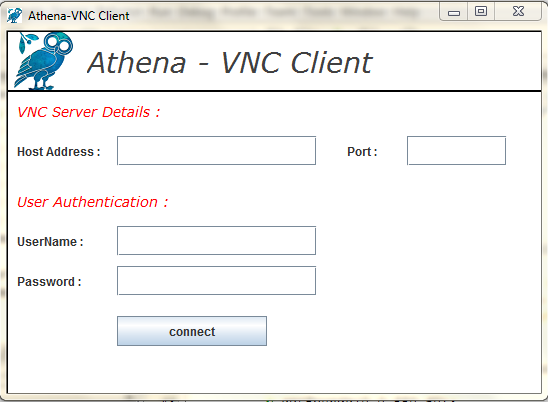 Athena-VNC Client
Athena - VNC Client
VNC Server Details :
Host Address : Port :
User Authentication :
UserName :
Password :
connect